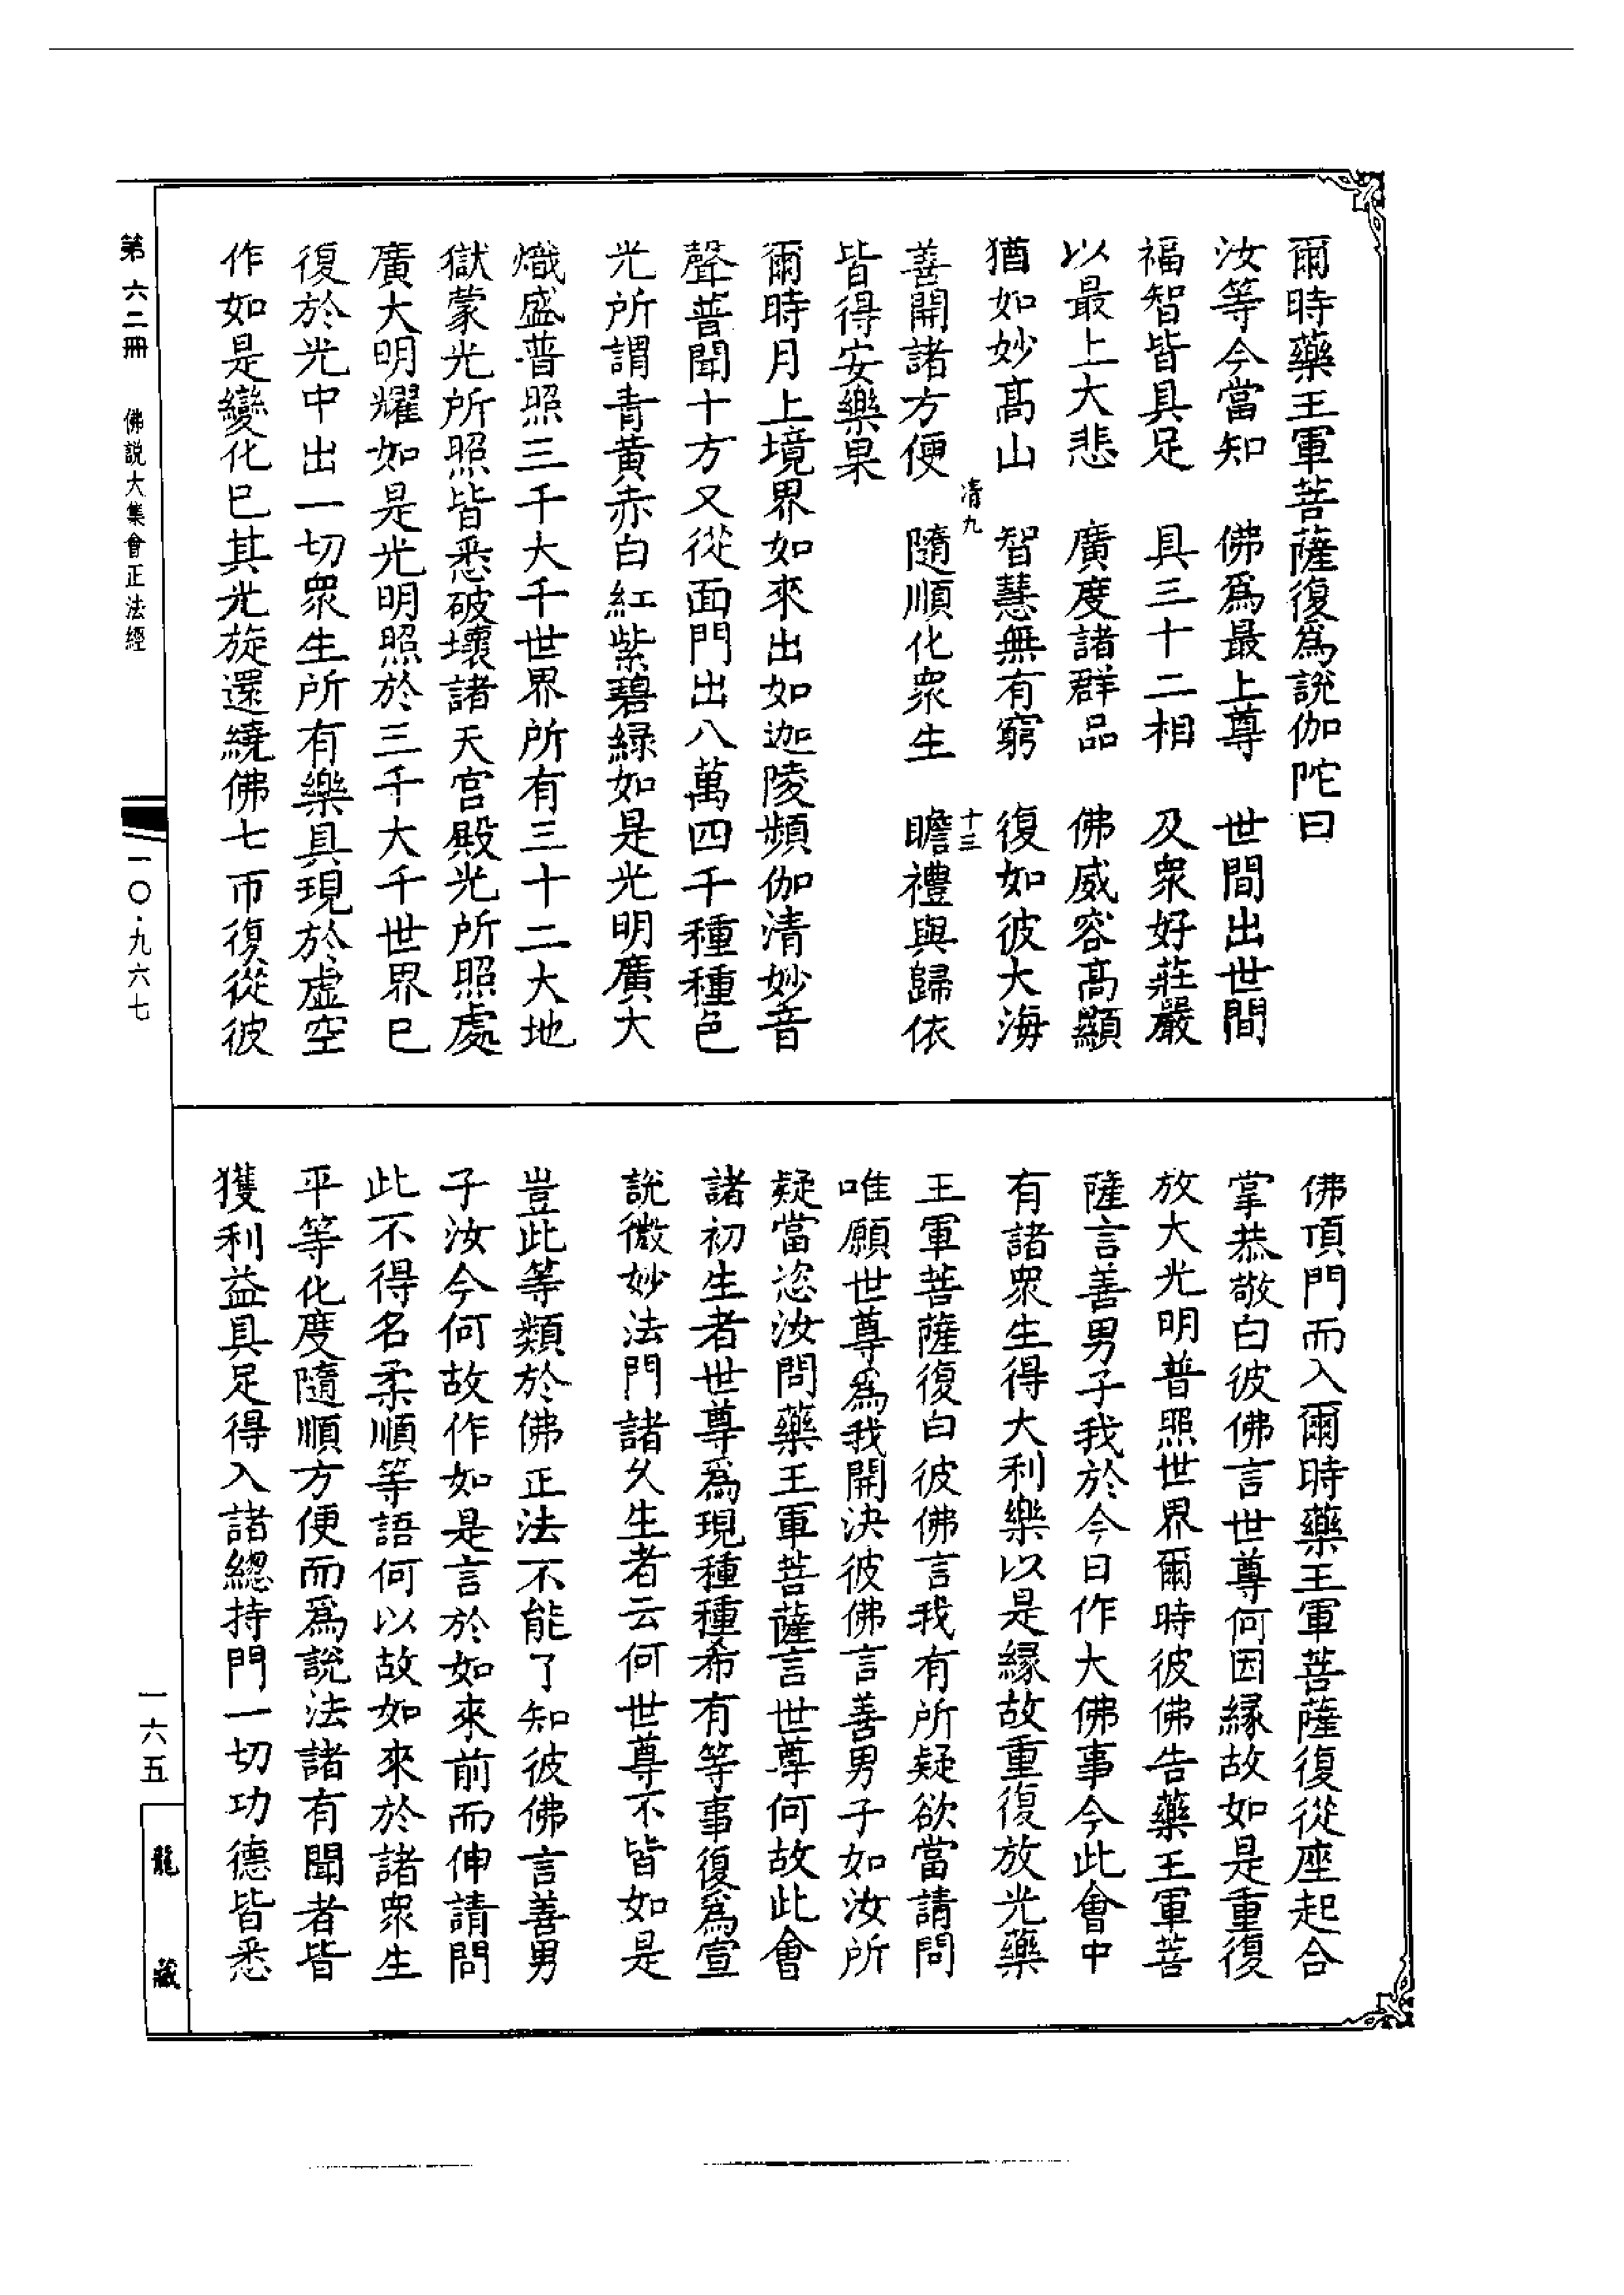 爾時藥王軍菩薩復爲說伽陀曰
汝等今當知　佛爲最上尊　世間出世間
福智皆具足　具三十二相　及衆好莊嚴
以最上大悲　廣度諸群品　佛威容高顯
猶如妙高山　智慧無有窮　復如彼大海
清九　十三
善開諸方便　隨順化衆生　瞻禮與歸依
皆得安樂果
爾時月上境界如來出如迦陵頻伽清妙音
聲普聞十方又從面門出八萬四千種種色
光所謂青黃赤白紅紫碧緑如是光明廣大
熾盛普照三千大千世界所有三十二大地
獄蒙光所照皆悉破壞諸天宮殿光所照處
廣大明耀如是光明照於三千大千世界已
復於光中出一切衆生所有樂具現於虛空
作如是變化已其光旋還繞佛七帀復從彼
佛頂門而入爾時藥王軍菩薩復從座起合
掌恭敬白彼佛言世尊何因緣故如是重復
放大光明普照世界爾時彼佛告藥王軍菩
薩言善男子我於今日作大佛事今此會中
有諸衆生得大利樂以是緣故重復放光藥
王軍菩薩復白彼佛言我有所疑欲當請問
唯願世尊爲我開決彼佛言善男子如汝所
疑當恣汝問藥王軍菩薩言世尊何故此會
諸初生者世尊爲現種種希有等事復爲宣
說微妙法門諸久生者云何世尊不皆如是
豈此等類於佛正法不能了知彼佛言善男
子汝今何故作如是言於如來前而伸請問
此不得名柔順等語何以故如來於諸衆生
平等化度隨順方便而爲說法諸有聞者皆
獲利益具足得入諸總持門一切功德皆悉
第六二冊　佛説大集會正法經
一〇·九六七
一六五
龍藏